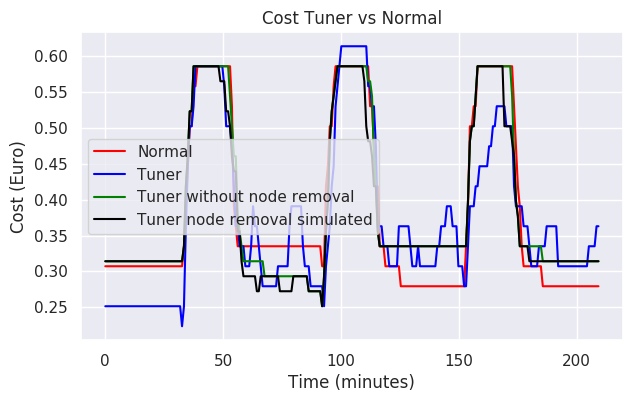 Cost Tuner vs Normal
Cost (Euro)
0.60
0.55
0.50
0.45
0.40
0.35
0.30
0.25
Normal
Tuner
Tuner without node removal
Tuner node removal simulated
0 50 100 150 200
Time (minutes)